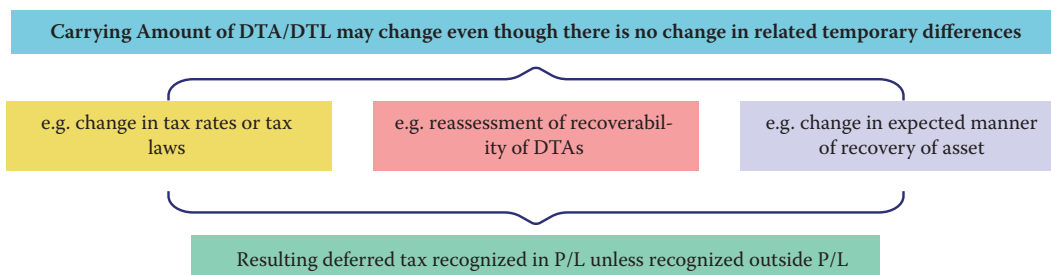 Carrying Amount of DTA/DTL may change even though there is no change in related temporary differences
e.g. change in tax rates or tax
laws
e.g. reassessment of recoverabil-
ity of DTAs
e.g. change in expected manner
of recovery of asset
Resulting deferred tax recognized in P/L unless recognized outside P/L